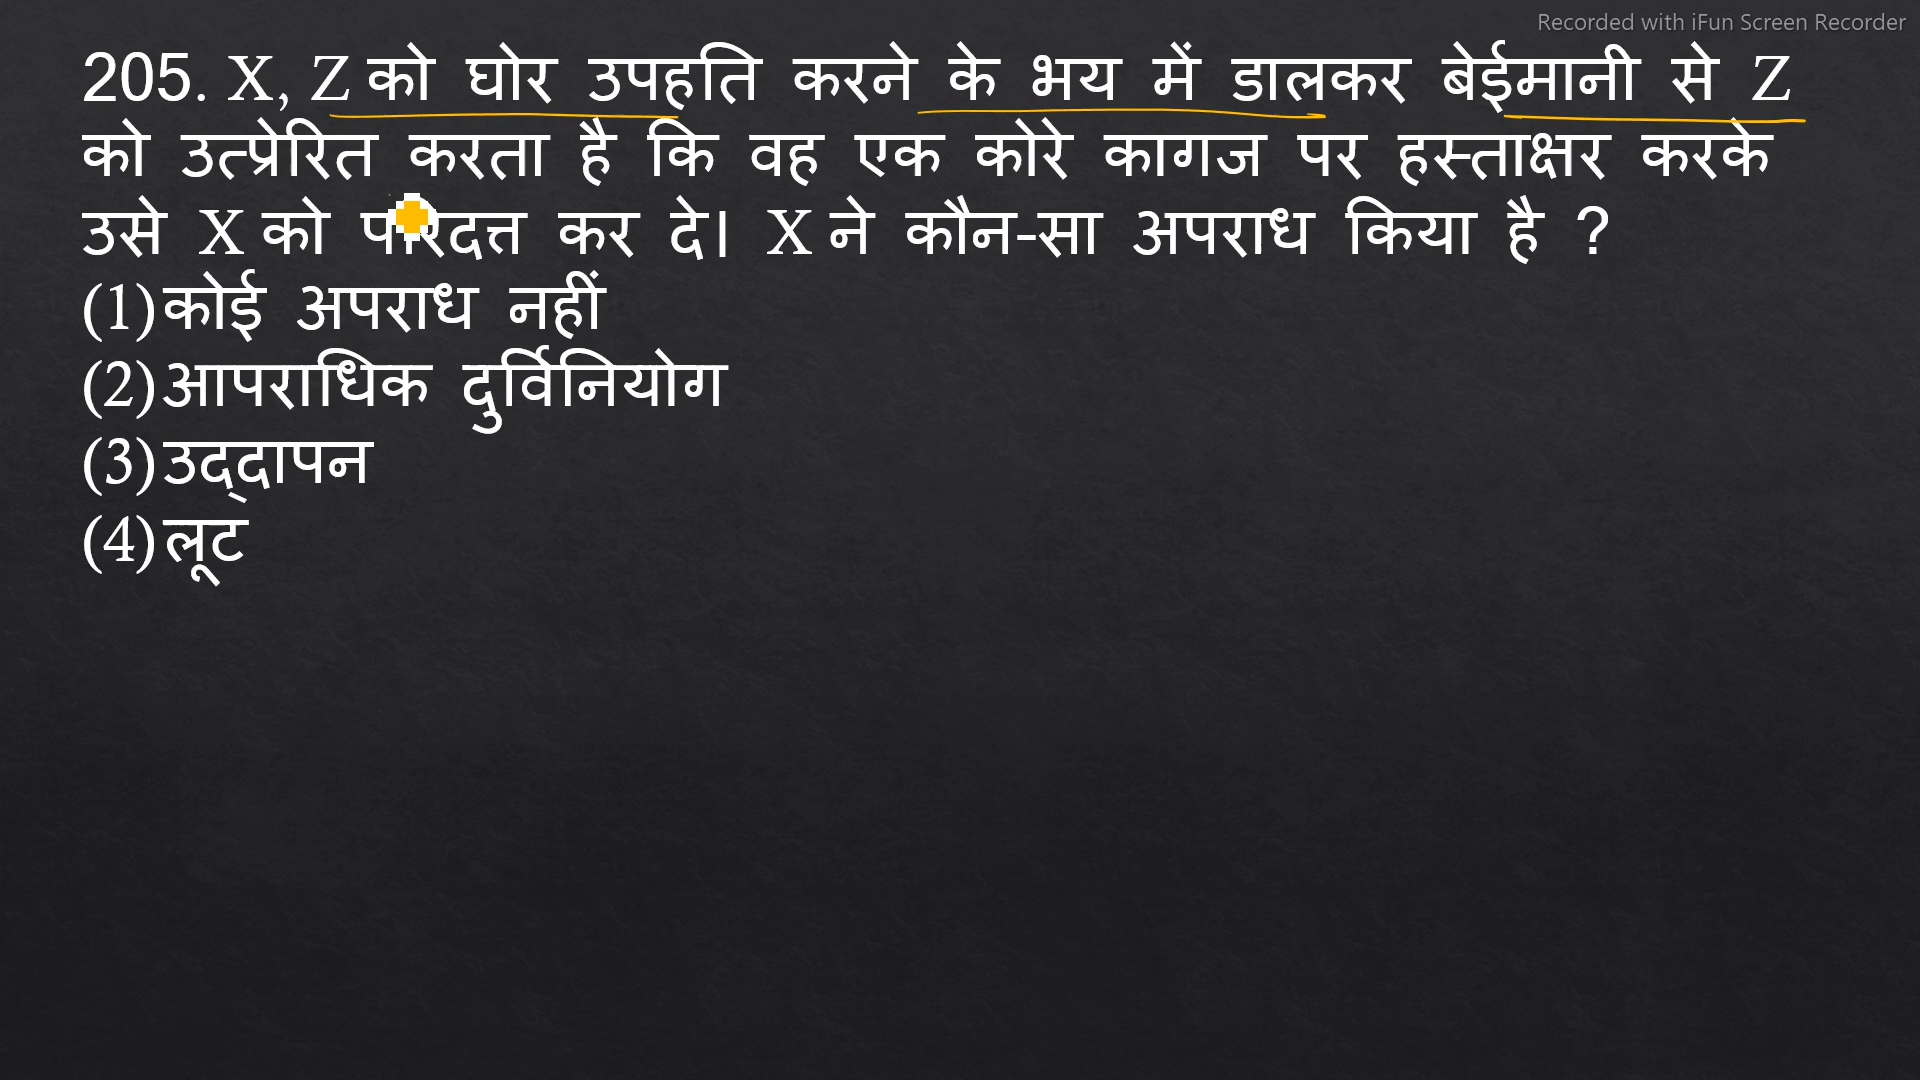 Recorded with iFun Screen Recorder
205. X, Z को घोर उपहति करने के भय में डालकर बेईमानी से Z
को उत्प्रेरित करता है कि वह एक कोरे कागज पर हस्ताक्षर करके
उसे X को परिदत्त कर दे। X ने कौन-सा अपराध किया है ?
(1)कोई अपराध नहीं
(2)आपराधिक दुर्विनियोग
(3)उद्दापन
(4)लूट